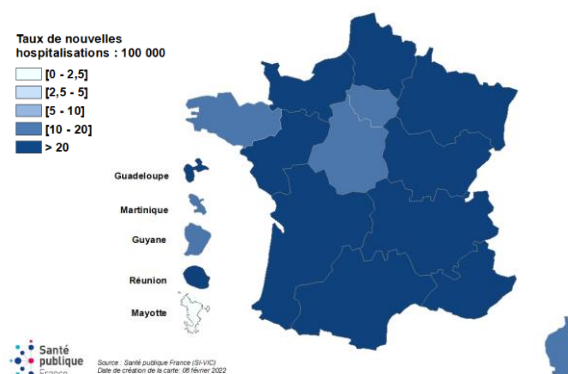 Taux de nouvelles
hospitalisations : 100 000
[0 - 2,5]
[2,5 - 5]
[5 - 10]
[10 - 20]
> 20
Guadeloupe
Martinique
Guyane
Réunion
Mayotte
Santé
publique
France
Source : Santé publique France (SI-VIC)
Date de création de la carte: 08 février 2022